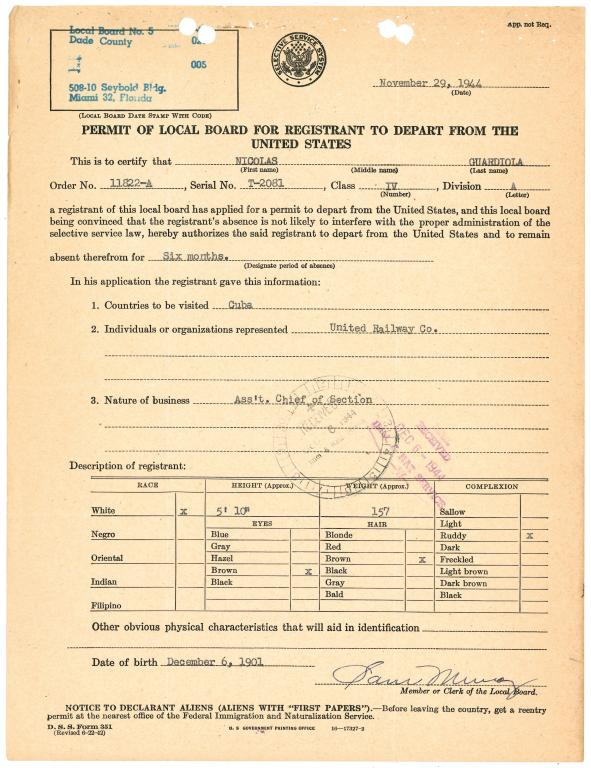 App. not Req.
Local Board No. 5
Dade County 02
005
508-10 Seybold Bldg.
Miami 32, Florida
(LOCAL BOARD DATE STAMP WITH CODE)
SELECTIVE SERVICE SYSTEM
November 29, 1944
(Date)
PERMIT OF LOCAL BOARD FOR REGISTRANT TO DEPART FROM THE
UNITED STATES
This is to certify that NICOLAS GUARDIOLA
(First name) (Middle name) (Last name)
Order No. 11822-A, Serial No. T-2081, Class IV, Division A
(Number) (Letter)
a registrant of this local board has applied for a permit to depart from the United States, and this local board
being convinced that the registrant's absence is not likely to interfere with the proper administration of the
selective service law, hereby authorizes the said registrant to depart from the United States and to remain
absent therefrom for Six months.
(Designate period of absence)
In his application the registrant gave this information:
1. Countries to be visited Cuba
2. Individuals or organizations represented United Railway Co.
3. Nature of business Ass't. Chief of Section
RECEIVED
DEC 6 - 1944
Description of registrant:
RACE HEIGHT (Approx.) WEIGHT (Approx.) COMPLEXION
White x 5' 10" 157 Sallow
EYES HAIR Light
Negro Blue Blonde Ruddy x
Gray Red Dark
Oriental Hazel Brown x Freckled
Brown x Black Light brown
Indian Black Gray Dark brown
Bald Black
Filipino
Other obvious physical characteristics that will aid in identification
Date of birth December 6, 1901
Member or Clerk of the Local Board.
NOTICE TO DECLARANT ALIENS (ALIENS WITH "FIRST PAPERS").—Before leaving the country, get a reentry
permit at the nearest office of the Federal Immigration and Naturalization Service.
D. S. S. Form 351
(Revised 6-22-42)
U. S. GOVERNMENT PRINTING OFFICE 16—17327-2